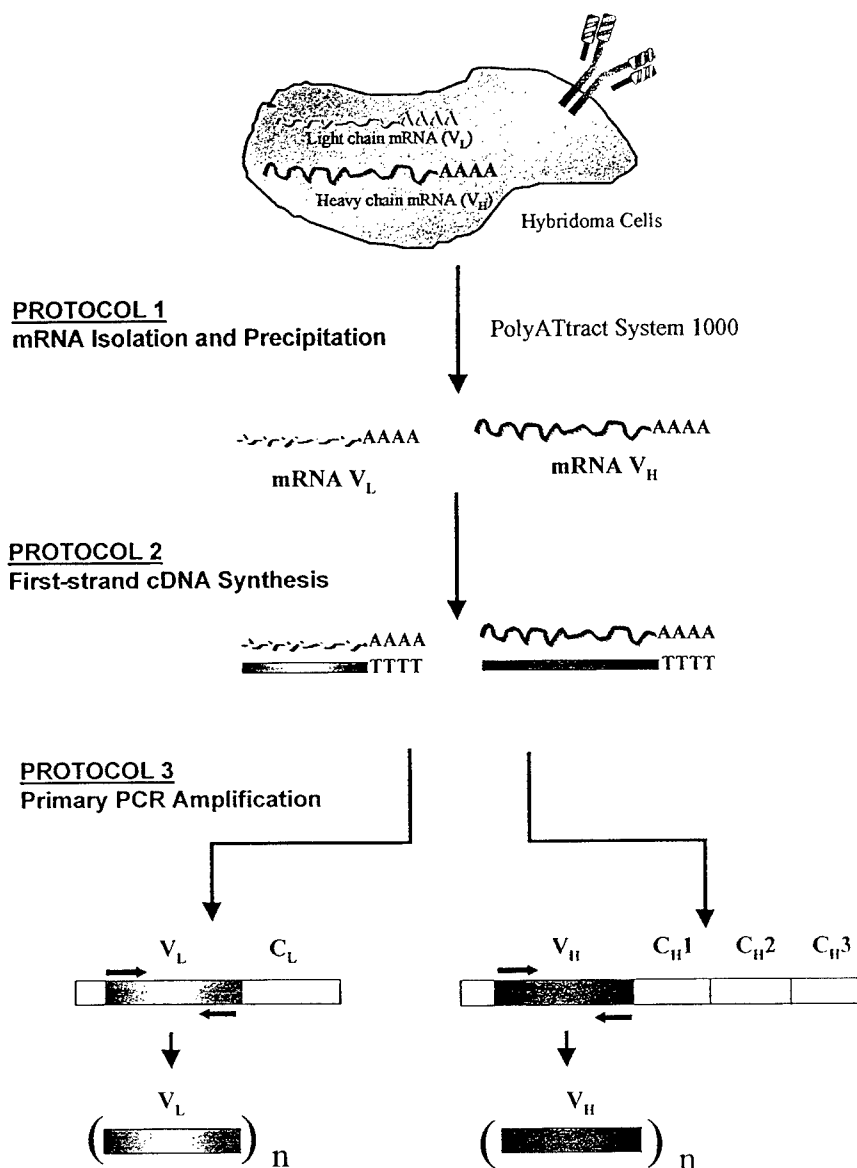 AAAA
Light chain mRNA (V_L)
AAAA
Heavy chain mRNA (V_H)
Hybridoma Cells
PROTOCOL 1
mRNA Isolation and Precipitation
PolyATtract System 1000
AAAA
AAAA
mRNA V_L
mRNA V_H
PROTOCOL 2
First-strand cDNA Synthesis
AAAA
TTTT
AAAA
TTTT
PROTOCOL 3
Primary PCR Amplification
V_L C_L
V_H C_H1 C_H2 C_H3
V_L
( ) n
V_H
( ) n